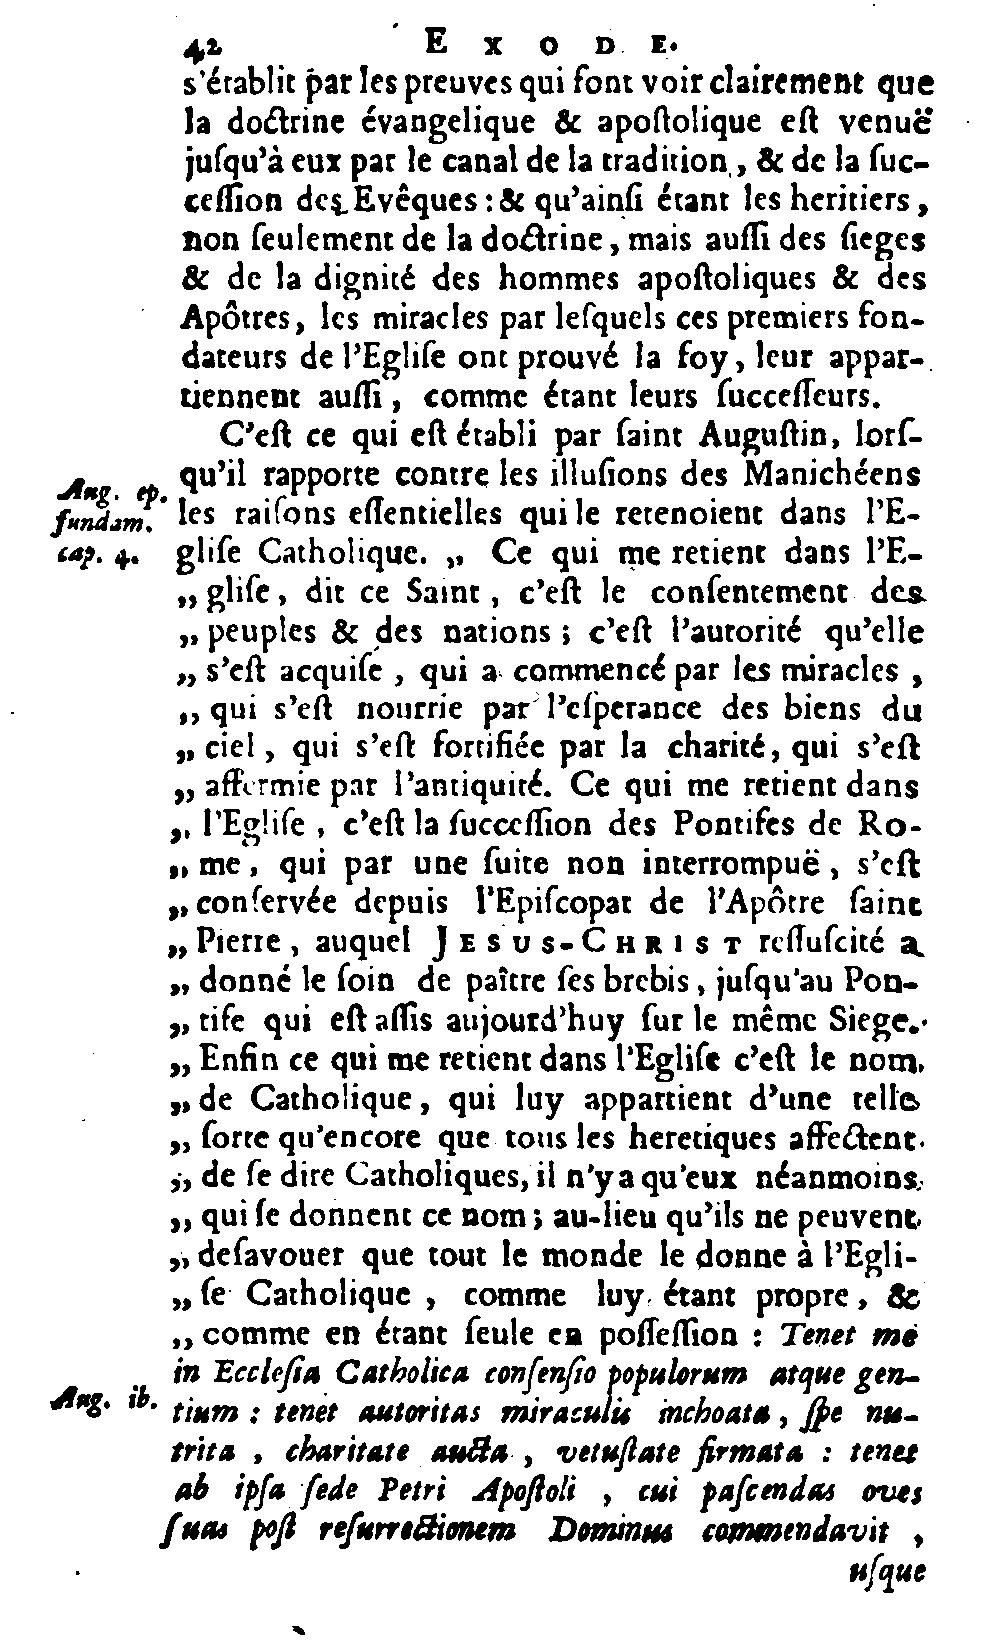 42 EXODE.
s'établit par les preuves qui font voir clairement que
la doctrine évangelique & apoſtolique eſt venuë
juſqu'à eux par le canal de la tradition, & de la ſuc-
ceſſion des Evêques : & qu'ainſi étant les heritiers,
non ſeulement de la doctrine, mais auſſi des ſieges
& de la dignité des hommes apoſtoliques & des
Apôtres, les miracles par leſquels ces premiers fon-
dateurs de l'Egliſe ont prouvé la foy, leur appar-
tiennent auſſi, comme étant leurs ſucceſſeurs.
C'eſt ce qui eſt établi par ſaint Auguſtin, lorſ-
qu'il rapporte contre les illuſions des Manichéens
Aug. ep.
les raiſons eſſentielles qui le retenoient dans l'E-
fundam.
gliſe Catholique. „ Ce qui me retient dans l'E-
cap. 4.
„ gliſe, dit ce Saint, c'eſt le conſentement des
„ peuples & des nations ; c'eſt l'autorité qu'elle
„ s'eſt acquiſe, qui a commencé par les miracles,
„ qui s'eſt nourrie par l'eſperance des biens du
„ ciel, qui s'eſt fortifiée par la charité, qui s'eſt
„ affermie par l'antiquité. Ce qui me retient dans
„ l'Egliſe, c'eſt la ſucceſſion des Pontifes de Ro-
„ me, qui par une ſuite non interrompuë, s'eſt
„ conſervée depuis l'Epiſcopat de l'Apôtre ſaint
„ Pierre, auquel JESUS-CHRIST reſſuſcité a
„ donné le ſoin de paître ſes brebis, juſqu'au Pon-
„ tife qui eſt aſſis aujourd'huy ſur le même Siege.
„ Enfin ce qui me retient dans l'Egliſe c'eſt le nom
„ de Catholique, qui luy appartient d'une telle
„ ſorte qu'encore que tous les heretiques affectent
„ de ſe dire Catholiques, il n'y a qu'eux néanmoins
„ qui ſe donnent ce nom ; au-lieu qu'ils ne peuvent
„ deſavouer que tout le monde le donne à l'Egli-
„ ſe Catholique, comme luy étant propre, &
„ comme en étant ſeule en poſſeſſion : Tenet me
in Eccleſia Catholica conſenſio populorum atque gen-
Aug. ib.
tium : tenet autoritas miraculis inchoata, ſpe nu-
trita, charitate aucta, vetuſtate firmata : tenet
ab ipſa ſede Petri Apoſtoli, cui paſcendas oves
ſuas poſt reſurrectionem Dominus commendavit,
uſque